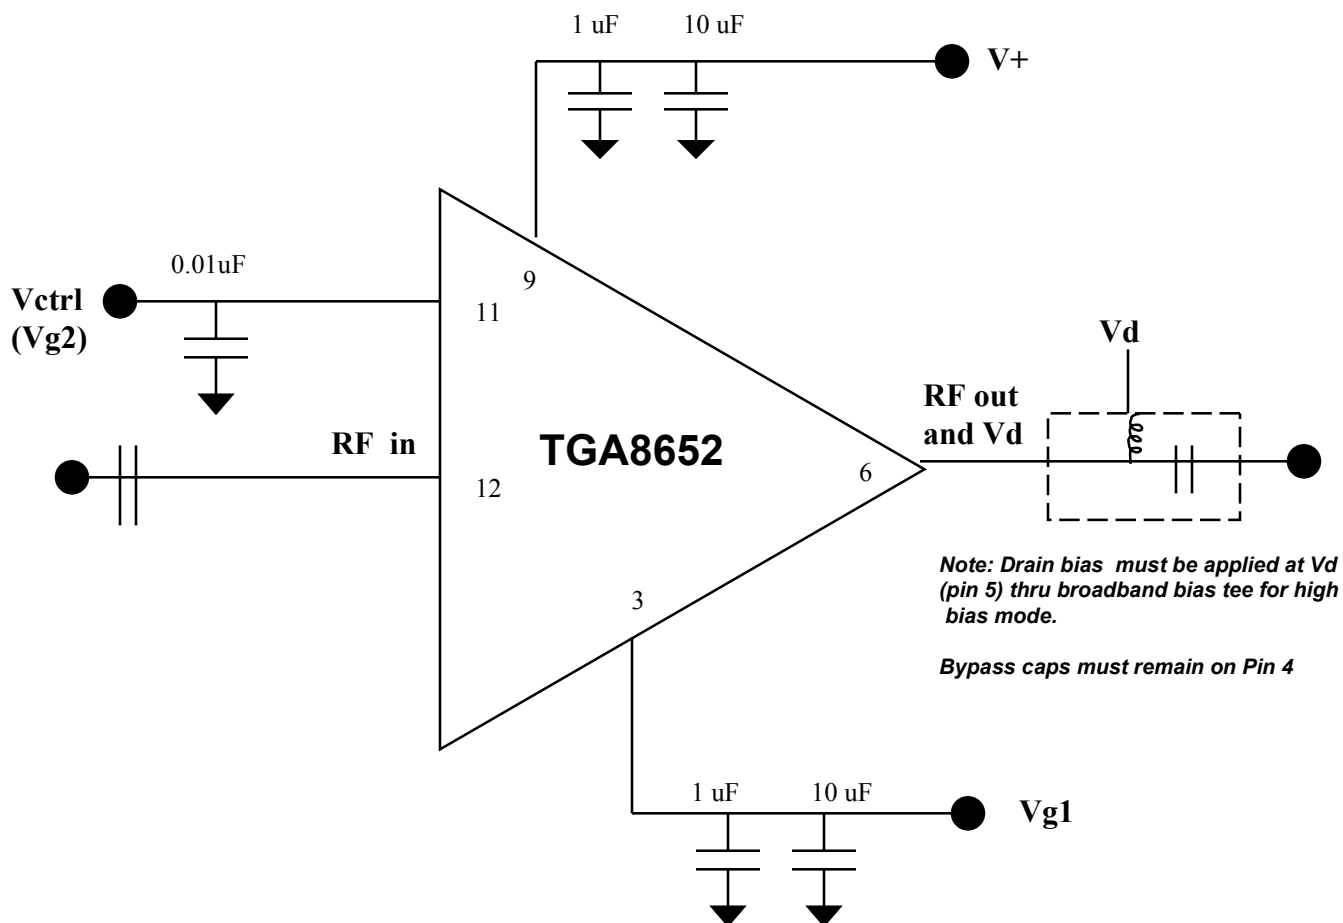 1 uF
10 uF
V+
0.01uF
9
Vctrl
(Vg2)
11
Vd
RF in
TGA8652
RF out
and Vd
12
6
3
Note: Drain bias must be applied at Vd
(pin 5) thru broadband bias tee for high
bias mode.
Bypass caps must remain on Pin 4
1 uF
10 uF
Vg1